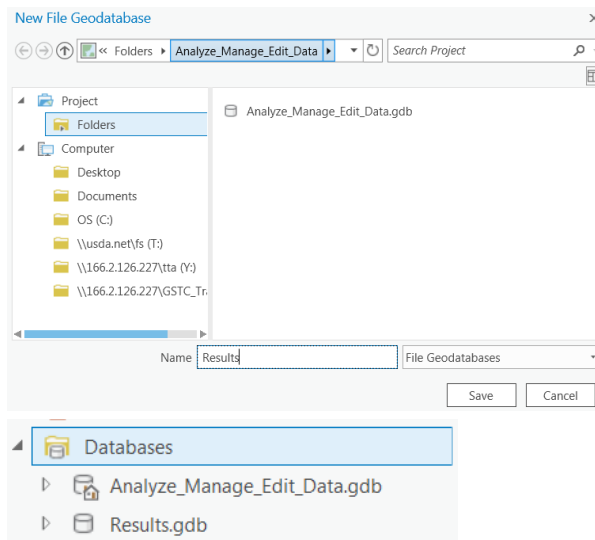 New File Geodatabase
« Folders Analyze_Manage_Edit_Data Search Project
Project
Folders
Computer
Desktop
Documents
OS (C:)
\\usda.net\fs (T:)
\\166.2.126.227\tta (Y:)
\\166.2.126.227\GSTC_Tr
Analyze_Manage_Edit_Data.gdb
Name Results File Geodatabases
Save Cancel
Databases
Analyze_Manage_Edit_Data.gdb
Results.gdb